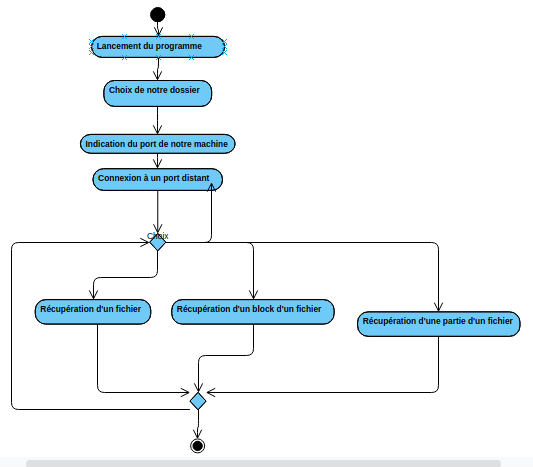 Lancement du programme
Choix de notre dossier
Indication du port de notre machine
Connexion à un port distant
Choix
Récupération d'un fichier
Récupération d'un block d'un fichier
Récupération d'une partie d'un fichier